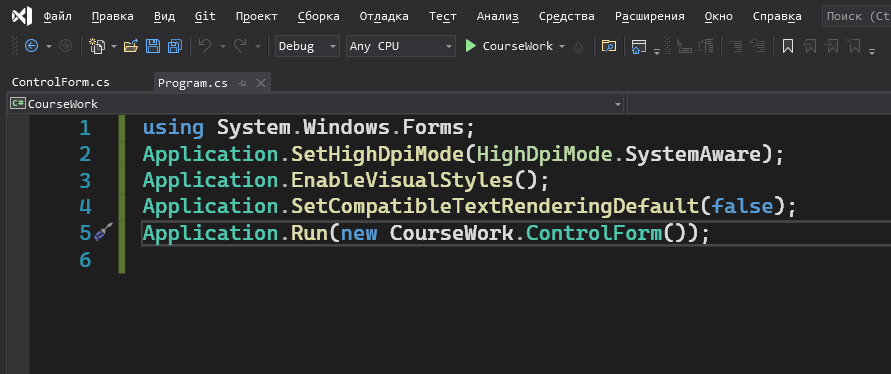 Файл Правка Вид Git Проект Сборка Отладка Тест Анализ Средства Расширения Окно Справка Поиск (Ct
Debug Any CPU CourseWork
ControlForm.cs Program.cs
C# CourseWork
1 using System.Windows.Forms;
2 Application.SetHighDpiMode(HighDpiMode.SystemAware);
3 Application.EnableVisualStyles();
4 Application.SetCompatibleTextRenderingDefault(false);
5 Application.Run(new CourseWork.ControlForm());
6